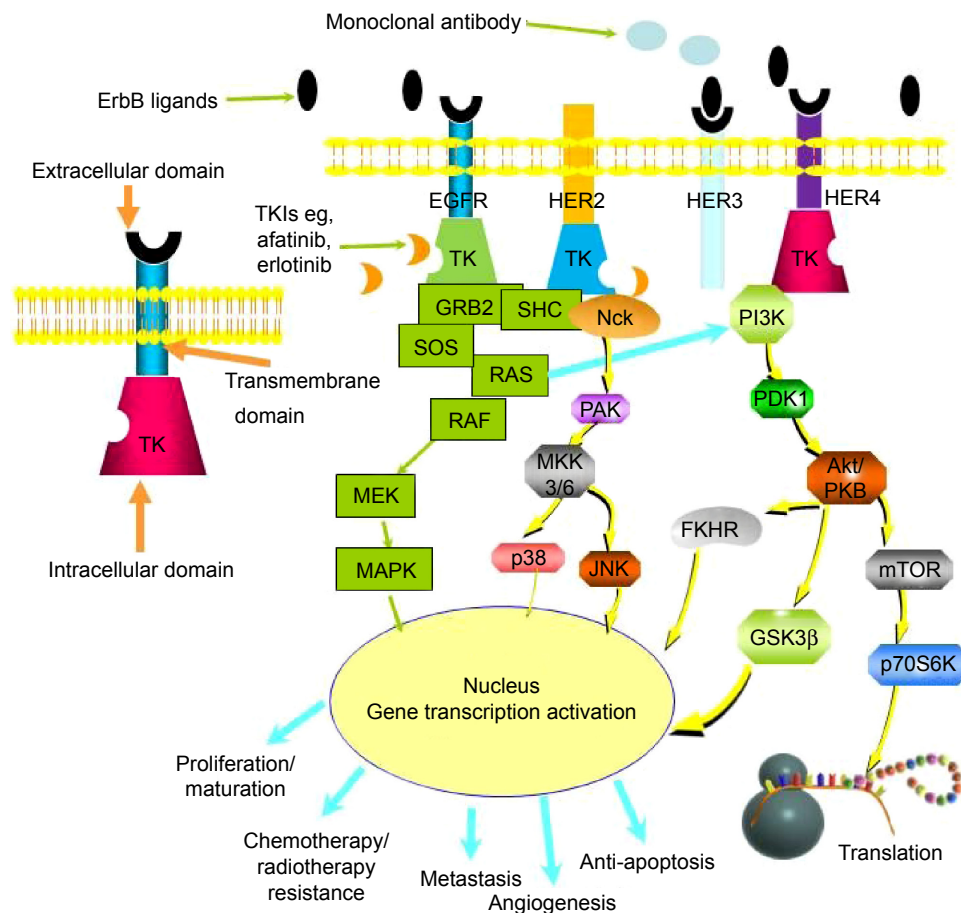 Monoclonal antibody
ErbB ligands
Extracellular domain
EGFR
HER2
HER3
HER4
TKIs eg,
afatinib,
erlotinib
TK
TK
TK
GRB2
SHC
Nck
PI3K
SOS
RAS
Transmembrane
domain
RAF
PAK
PDK1
TK
MKK
3/6
Akt/
PKB
MEK
FKHR
p38
JNK
mTOR
Intracellular domain
MAPK
GSK3β
p70S6K
Nucleus
Gene transcription activation
Proliferation/
maturation
Chemotherapy/
radiotherapy
resistance
Metastasis
Angiogenesis
Anti-apoptosis
Translation